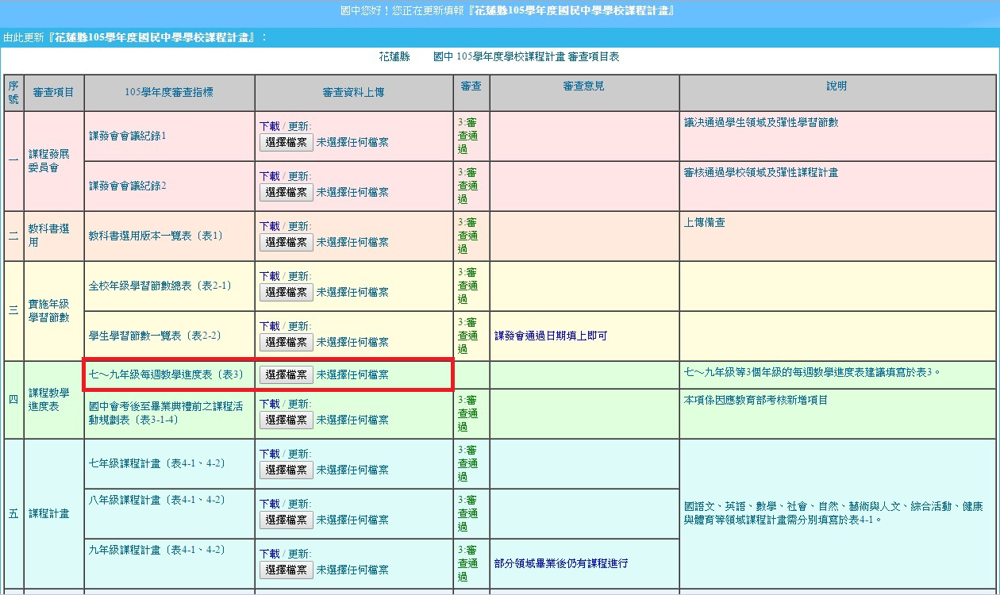 國中您好！您正在更新填報『花蓮縣105學年度國民中學學校課程計畫』
由此更新『花蓮縣105學年度國民中學學校課程計畫』：
花蓮縣 國中 105學年度學校課程計畫 審查項目表
序號 審查項目 105學年度審查指標 審查資料上傳 審查 審查意見 說明
一 課程發展委員會
課發會會議紀錄1 下載 / 更新: 選擇檔案 未選擇任何檔案 3:審查通過 議決通過學生領域及彈性學習節數
課發會會議紀錄2 下載 / 更新: 選擇檔案 未選擇任何檔案 3:審查通過 審核通過學校領域及彈性課程計畫
二 教科書選用
教科書選用版本一覽表（表1） 下載 / 更新: 選擇檔案 未選擇任何檔案 3:審查通過 上傳備查
三 實施年級學習節數
全校年級學習節數總表（表2-1） 下載 / 更新: 選擇檔案 未選擇任何檔案 3:審查通過
學生學習節數一覽表（表2-2） 下載 / 更新: 選擇檔案 未選擇任何檔案 3:審查通過 課發會通過日期填上即可
四 課程教學進度表
七～九年級每週教學進度表（表3） 選擇檔案 未選擇任何檔案 七～九年級等3個年級的每週教學進度表建議填寫於表3。
國中會考後至畢業典禮前之課程活動規劃表（表3-1-4） 下載 / 更新: 選擇檔案 未選擇任何檔案 3:審查通過 本項係因應教育部考核新增項目
五 課程計畫
七年級課程計畫（表4-1、4-2） 下載 / 更新: 選擇檔案 未選擇任何檔案 3:審查通過
八年級課程計畫（表4-1、4-2） 下載 / 更新: 選擇檔案 未選擇任何檔案 3:審查通過
國語文、英語、數學、社會、自然、藝術與人文、綜合活動、健康
與體育等領域課程計畫需分別填寫於表4-1。
九年級課程計畫（表4-1、4-2） 下載 / 更新: 選擇檔案 未選擇任何檔案 3:審查通過 部分領域畢業後仍有課程進行